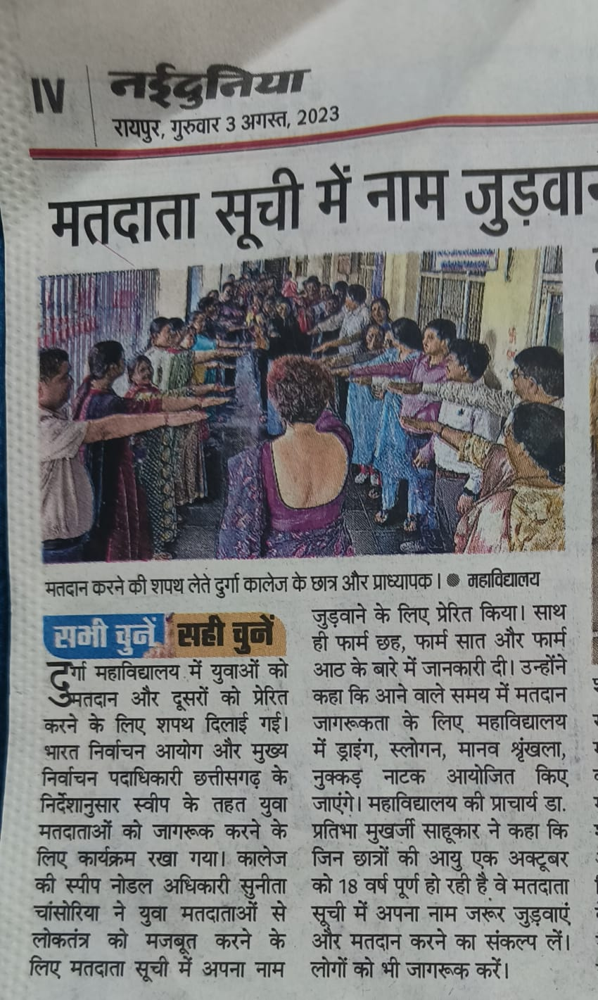 IV
नईदुनिया
रायपुर, गुरुवार 3 अगस्त, 2023
मतदाता सूची में नाम
मतदान करने की शपथ लेते दुर्गा कालेज के छात्र और प्राध्यापक। ● महाविद्यालय
सभी चुनें सही चुनें
दुर्गा महाविद्यालय में युवाओं को
मतदान और दूसरों को प्रेरित
करने के लिए शपथ दिलाई गई।
भारत निर्वाचन आयोग और मुख्य
निर्वाचन पदाधिकारी छत्तीसगढ़ के
निर्देशानुसार स्वीप के तहत युवा
मतदाताओं को जागरूक करने के
लिए कार्यक्रम रखा गया। कालेज
की स्पीप नोडल अधिकारी सुनीता
चांसोरिया ने युवा मतदाताओं से
लोकतंत्र को मजबूत करने के
लिए मतदाता सूची में अपना नाम
जुड़वाने के लिए प्रेरित किया। साथ
ही फार्म छह, फार्म सात और फार्म
आठ के बारे में जानकारी दी। उन्होंने
कहा कि आने वाले समय में मतदान
जागरूकता के लिए महाविद्यालय
में ड्राइंग, स्लोगन, मानव श्रृंखला,
नुक्कड़ नाटक आयोजित किए
जाएंगे। महाविद्यालय की प्राचार्य डा.
प्रतिभा मुखर्जी साहूकार ने कहा कि
जिन छात्रों की आयु एक अक्टूबर
को 18 वर्ष पूर्ण हो रही है वे मतदाता
सूची में अपना नाम जरूर जुड़वाएं
और मतदान करने का संकल्प लें।
लोगों को भी जागरूक करें।